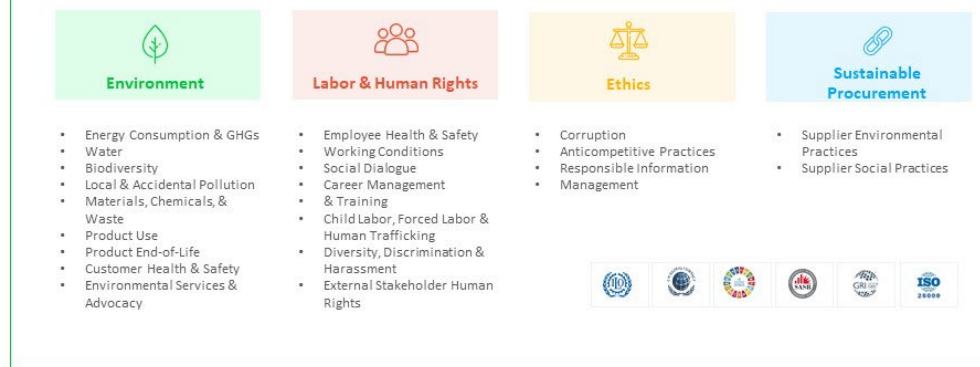 Environment
Labor & Human Rights
Ethics
Sustainable
Procurement
• Energy Consumption & GHGs
• Water
• Biodiversity
• Local & Accidental Pollution
• Materials, Chemicals, &
Waste
• Product Use
• Product End-of-Life
• Customer Health & Safety
• Environmental Services &
Advocacy
• Employee Health & Safety
• Working Conditions
• Social Dialogue
• Career Management
• & Training
• Child Labor, Forced Labor &
Human Trafficking
• Diversity, Discrimination &
Harassment
• External Stakeholder Human
Rights
• Corruption
• Anticompetitive Practices
• Responsible Information
• Management
• Supplier Environmental
Practices
• Supplier Social Practices
SASB
GRI
ISO
26000